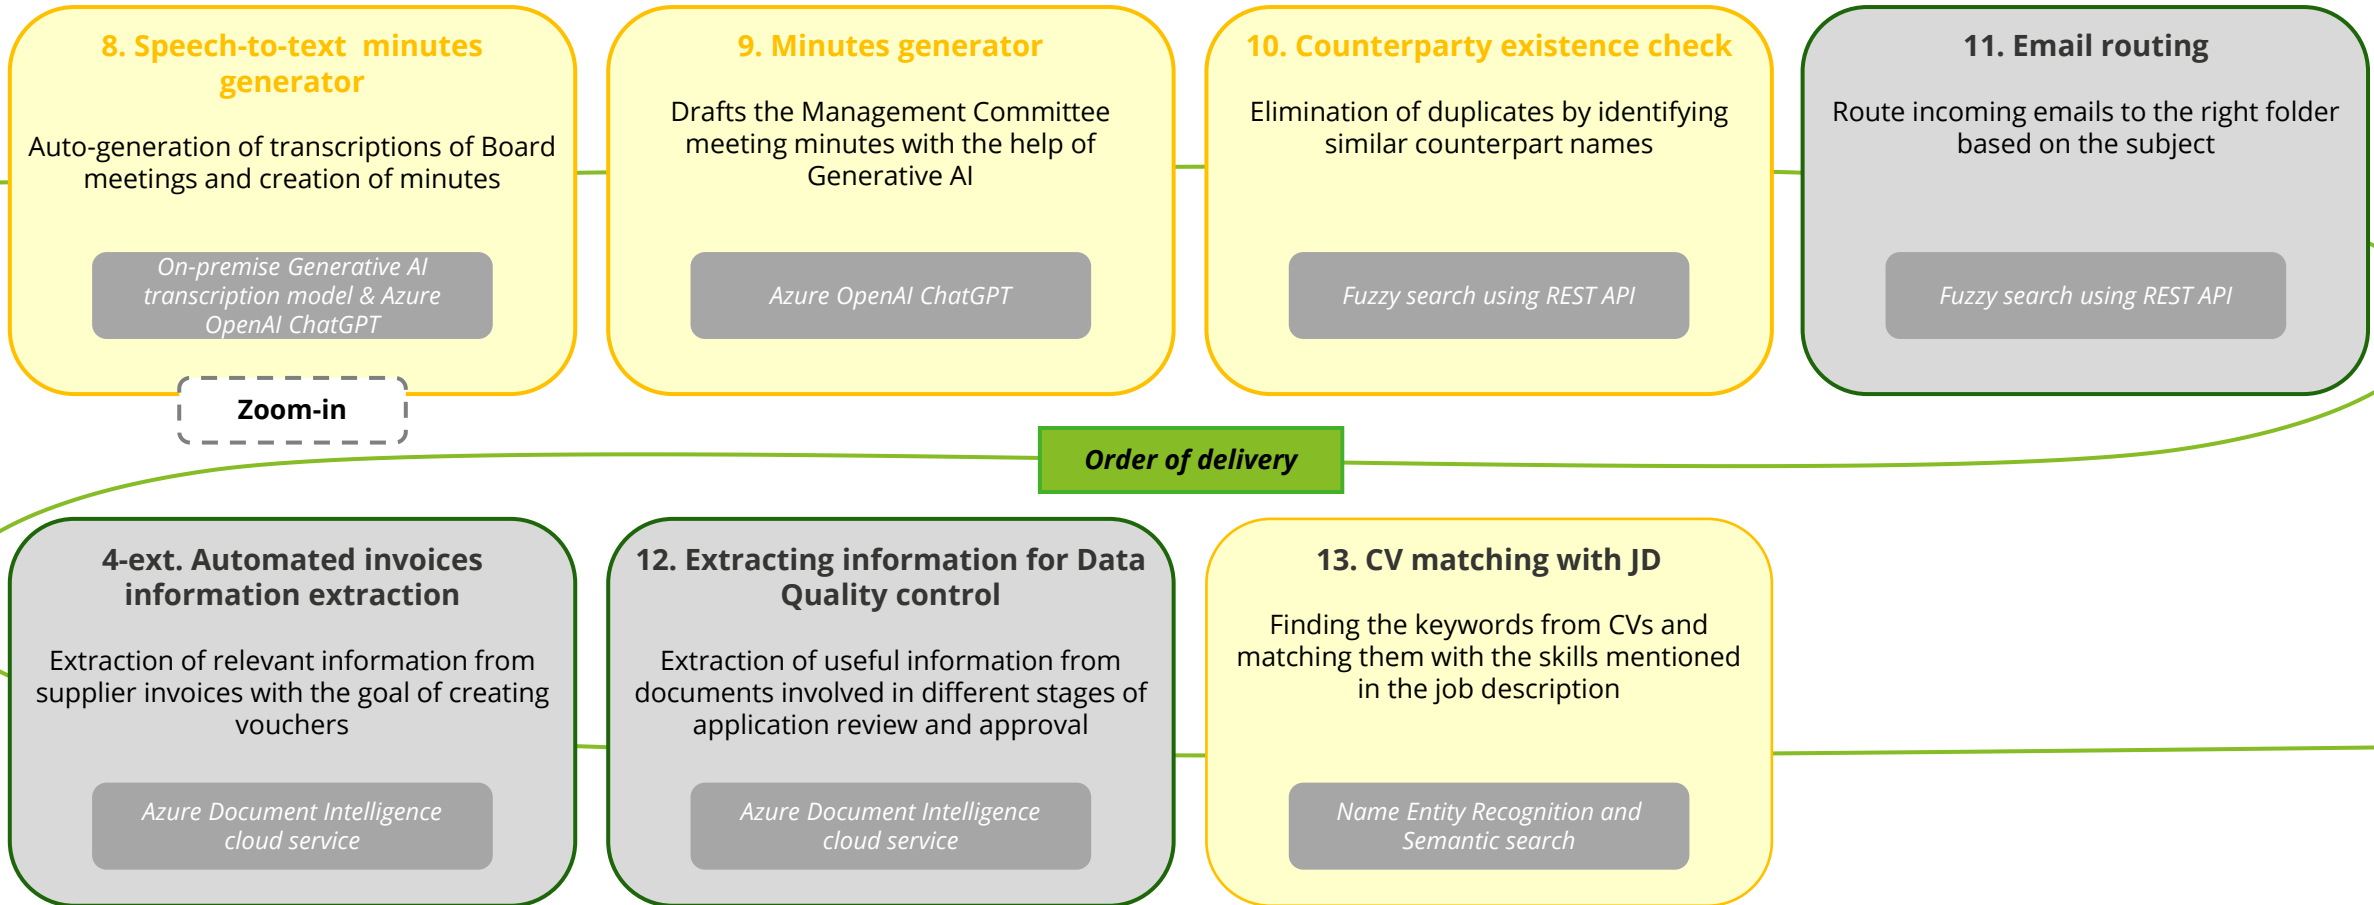 8. Speech-to-text  minutes
generator
Auto-generation of transcriptions of Board
meetings and creation of minutes
On-premise Generative AI
transcription model & Azure
OpenAI ChatGPT
Zoom-in
9. Minutes generator
Drafts the Management Committee
meeting minutes with the help of
Generative AI
Azure OpenAI ChatGPT
10. Counterparty existence check
Elimination of duplicates by identifying
similar counterpart names
Fuzzy search using REST API
11. Email routing
Route incoming emails to the right folder
based on the subject
Fuzzy search using REST API
Order of delivery
4-ext. Automated invoices
information extraction
Extraction of relevant information from
supplier invoices with the goal of creating
vouchers
Azure Document Intelligence
cloud service
12. Extracting information for Data
Quality control
Extraction of useful information from
documents involved in different stages of
application review and approval
Azure Document Intelligence
cloud service
13. CV matching with JD
Finding the keywords from CVs and
matching them with the skills mentioned
in the job description
Name Entity Recognition and
Semantic search